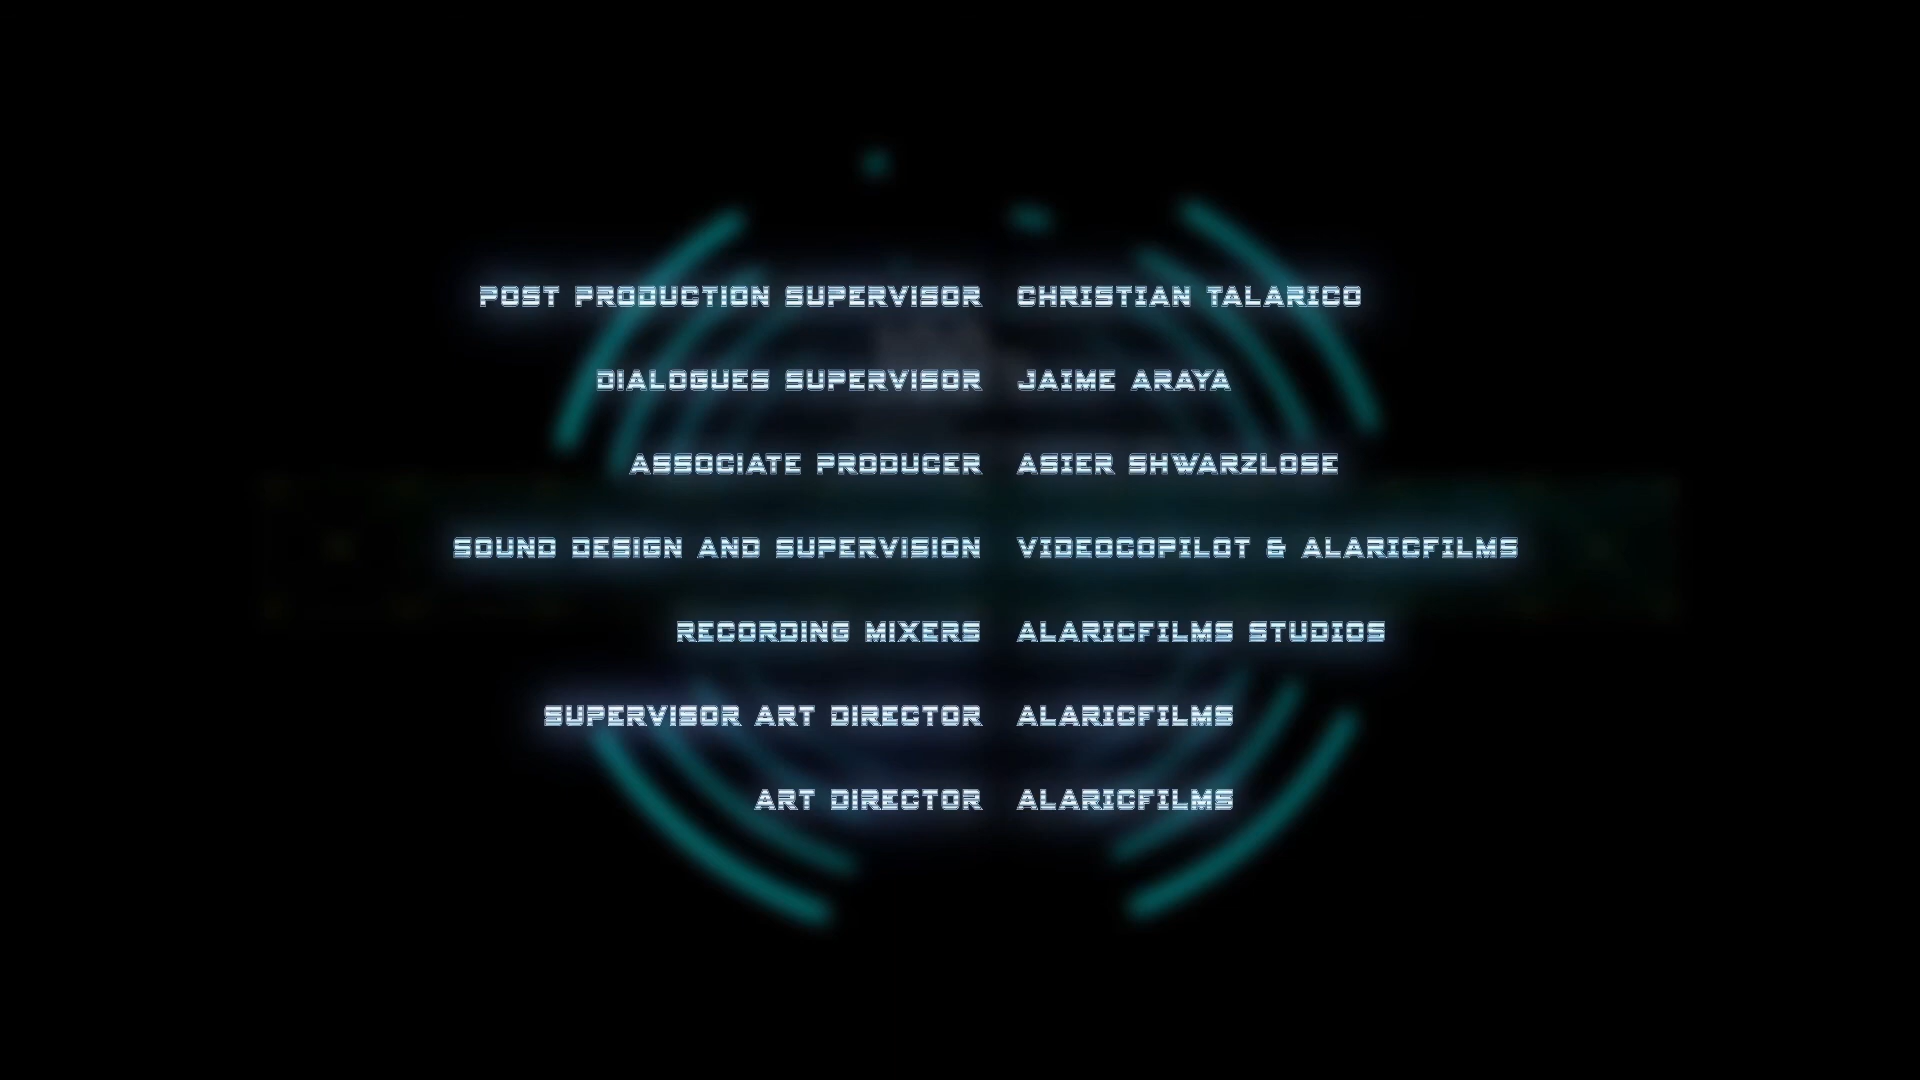 POST PRODUCTION SUPERVISOR CHRISTIAN TALARICO
DIALOGUES SUPERVISOR JAIME ARAYA
ASSOCIATE PRODUCER ASIER SHWARZLOSE
SOUND DESIGN AND SUPERVISION VIDEOCOPILOT & ALARICFILMS
RECORDING MIXERS ALARICFILMS STUDIOS
SUPERVISOR ART DIRECTOR ALARICFILMS
ART DIRECTOR ALARICFILMS